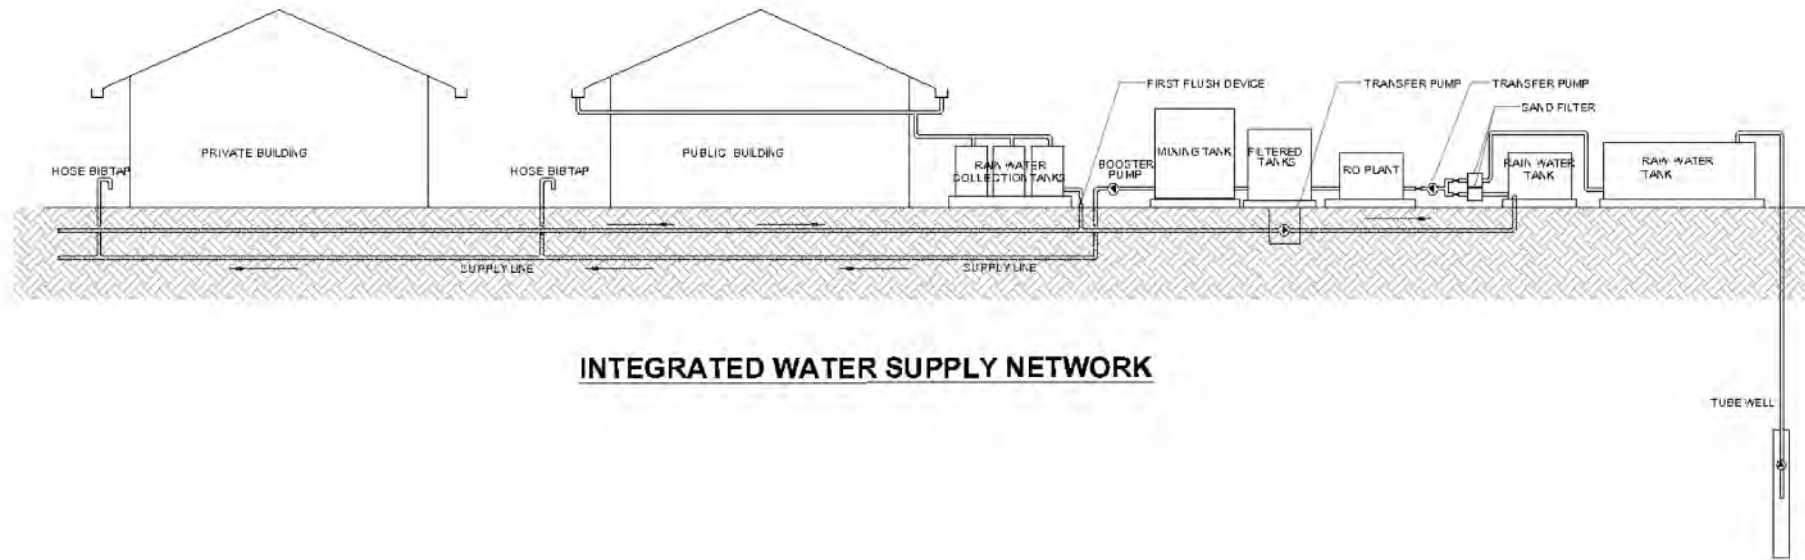 FIRST FLUSH DEVICE
TRANSFER PUMP
TRANSFER PUMP
SAND FILTER
PRIVATE BUILDING
PUBLIC BUILDING
HOSE BIBTAP
HOSE BIBTAP
RAIN WATER
COLLECTION TANKS
BOOSTER
PUMP
MIXING TANK
FILTERED
TANKS
RO PLANT
RAIN WATER
TANK
RAW WATER
TANK
SUPPLY LINE
SUPPLY LINE
INTEGRATED WATER SUPPLY NETWORK
TUBE WELL